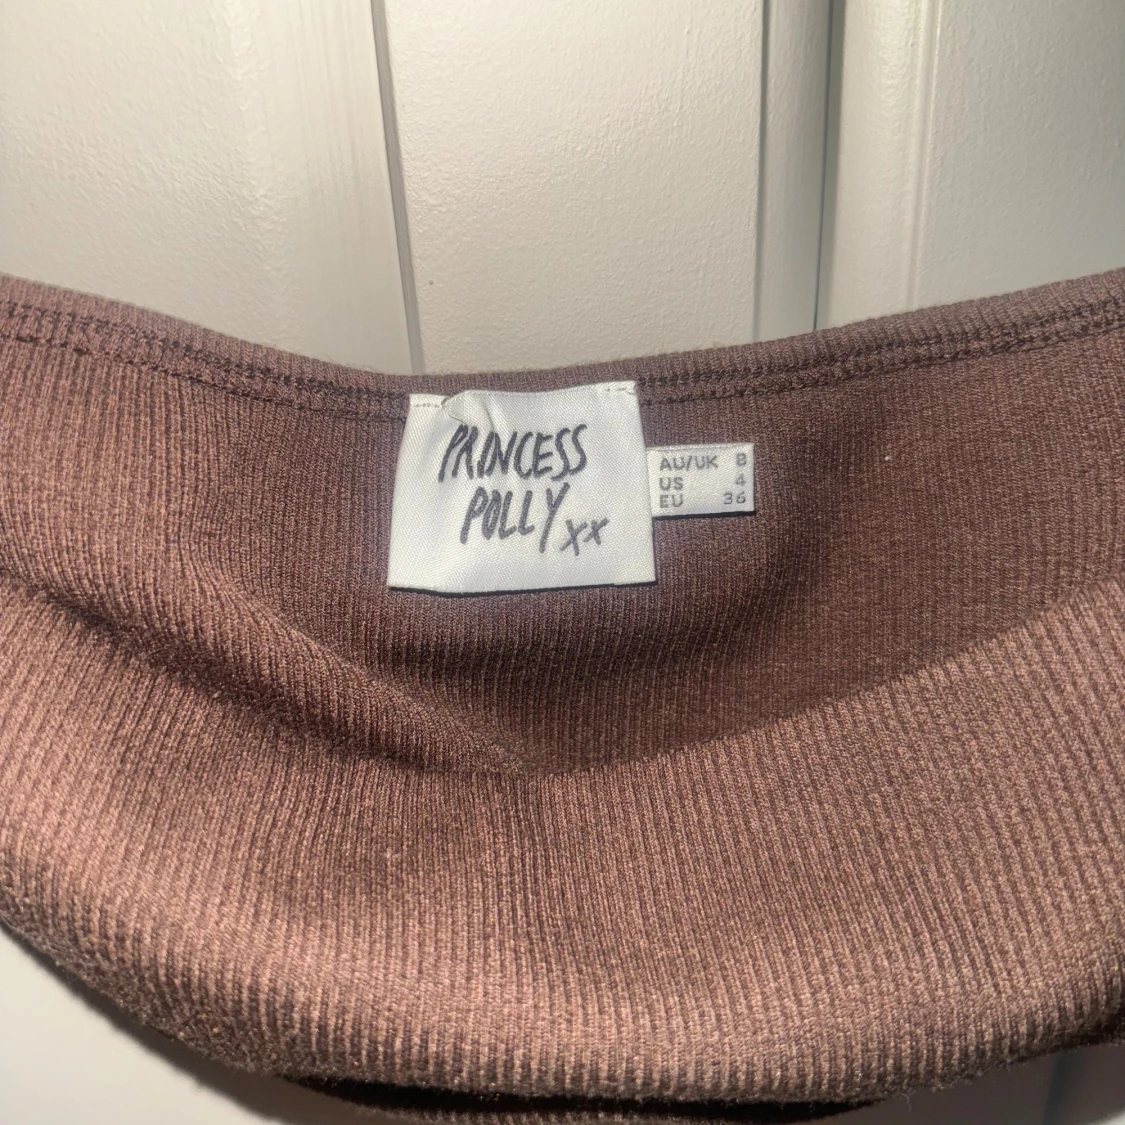 PRINCESS
POLLY xx
AU/UK 8
US 4
EU 36